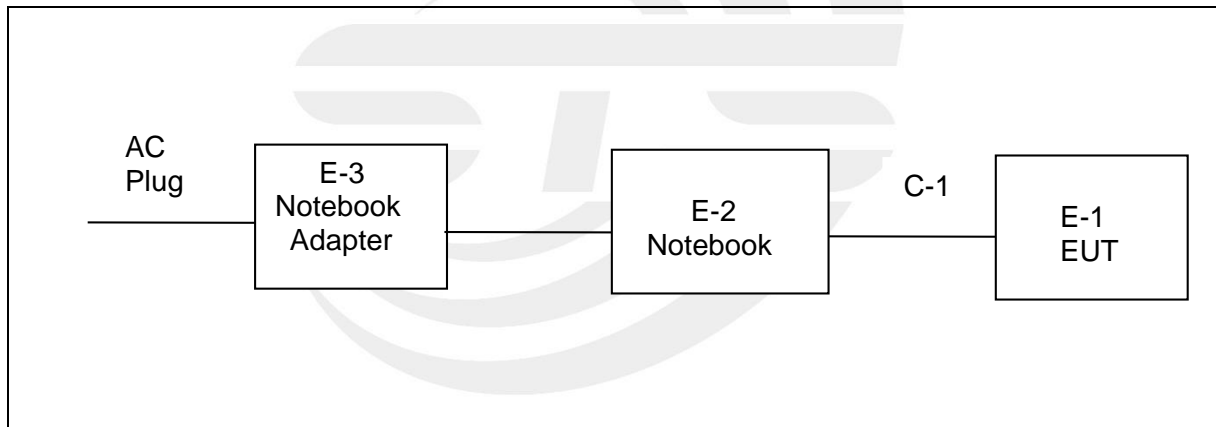 AC
Plug
E-3
Notebook
Adapter
E-2
Notebook
C-1
E-1
EUT